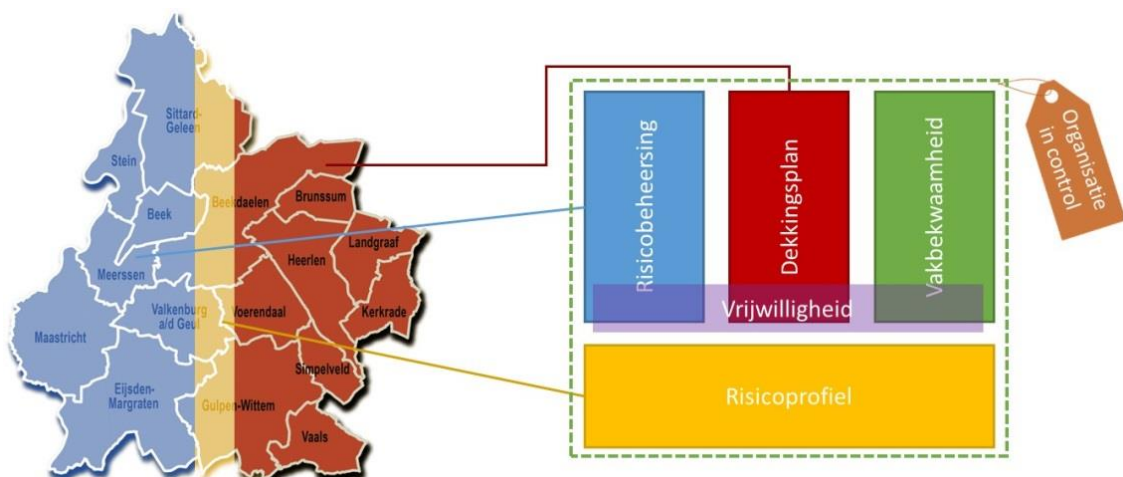 Sittard-
Geleen
Stein
Beek
Beekdaelen
Brunssum
Landgraaf
Meerssen
Heerlen
Valkenburg
a/d Geul
Voerendaal
Kerkrade
Maastricht
Simpelveld
Eijsden-
Margraten
Gulpen-Wittem
Vaals
Risicobeheersing
Dekkingsplan
Vakbekwaamheid
Vrijwilligheid
Risicoprofiel
Organisatie
in control